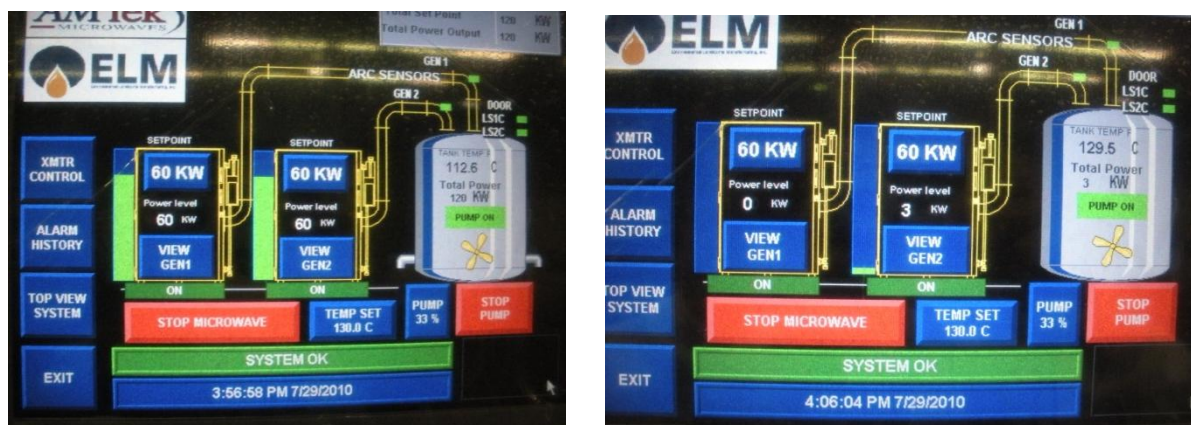 AMTek
MICROWAVES
Total Set Point 120 KW
Total Power Output 120 KW
ELM
GEN 1
ARC SENSORS
GEN 2
DOOR
LS1C
LS2C
SETPOINT
SETPOINT
XMTR
CONTROL
60 KW
60 KW
TANK TEMP
112.6 C
Power level
60 KW
Power level
60 KW
Total Power
120 KW
PUMP ON
ALARM
HISTORY
VIEW
GEN1
VIEW
GEN2
ON
ON
TOP VIEW
SYSTEM
STOP MICROWAVE
TEMP SET
130.0 C
PUMP
33 %
STOP
PUMP
SYSTEM OK
EXIT
3:56:58 PM 7/29/2010
ELM
GEN 1
ARC SENSORS
GEN 2
DOOR
LS1C
LS2C
SETPOINT
SETPOINT
XMTR
CONTROL
60 KW
60 KW
TANK TEMP
129.5 C
Power level
0 KW
Power level
3 KW
Total Power
3 KW
PUMP ON
ALARM
HISTORY
VIEW
GEN1
VIEW
GEN2
ON
ON
TOP VIEW
SYSTEM
STOP MICROWAVE
TEMP SET
130.0 C
PUMP
33 %
STOP
PUMP
SYSTEM OK
EXIT
4:06:04 PM 7/29/2010